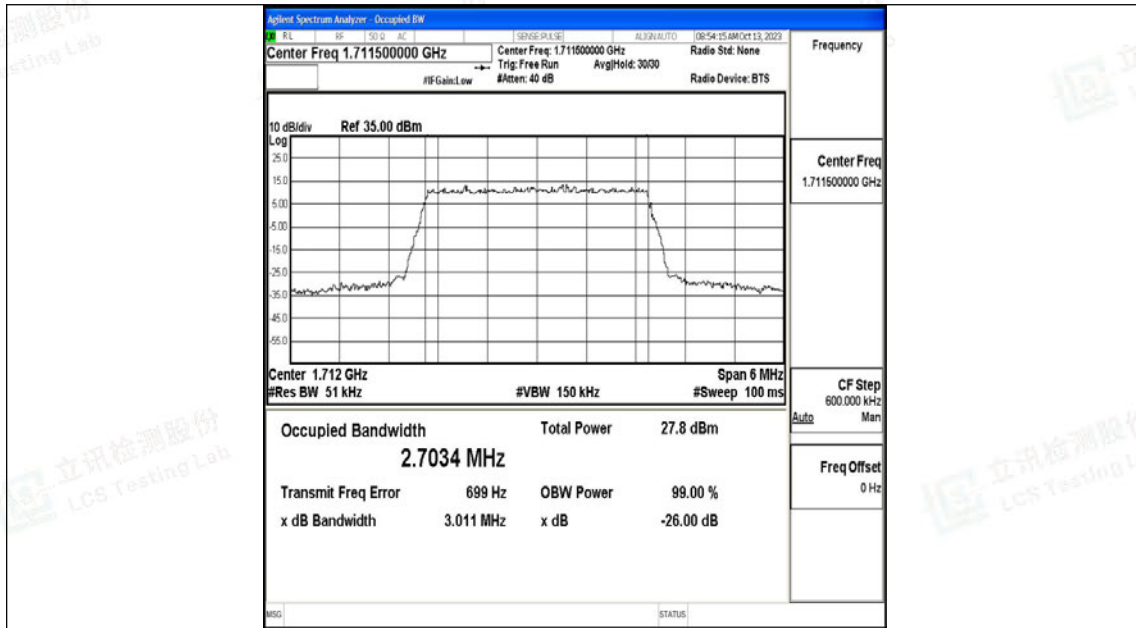 Agilent Spectrum Analyzer - Occupied BW
RL RF 50 Ω AC SENSE:PULSE ALIGNAUTO 08:54:15 AM Oct 13, 2023
Center Freq 1.711500000 GHz
Center Freq: 1.711500000 GHz
Radio Std: None
Trig: Free Run Avg|Hold: 30/30
#IFGain:Low #Atten: 40 dB Radio Device: BTS
10 dB/div Ref 35.00 dBm
Log
25.0
15.0
5.00
-5.00
-15.0
-25.0
-35.0
-45.0
-55.0
Center 1.712 GHz Span 6 MHz
#Res BW 51 kHz #VBW 150 kHz #Sweep 100 ms
Occupied Bandwidth Total Power 27.8 dBm
2.7034 MHz
Transmit Freq Error 699 Hz OBW Power 99.00 %
x dB Bandwidth 3.011 MHz x dB -26.00 dB
MSG STATUS
Frequency
Center Freq
1.711500000 GHz
CF Step
600.000 kHz
Auto Man
Freq Offset
0 Hz
立讯检测股份
LCS Testing Lab
立讯检测股份